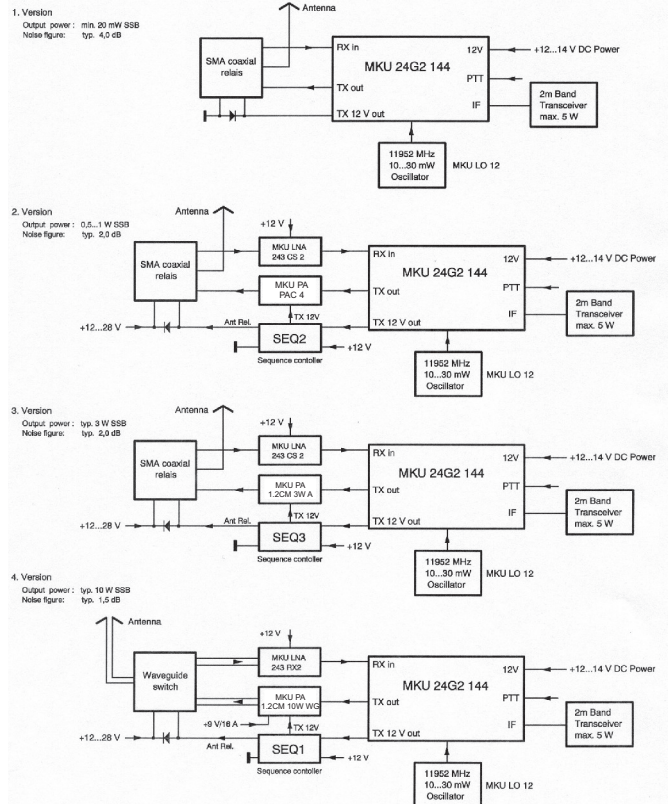 1. Version
Output power : min. 20 mW SSB
Noise figure: typ. 4,0 dB
Antenna
SMA coaxial
relais
RX in
TX out
TX 12 V out
MKU 24G2 144
12V
PTT
IF
+12...14 V DC Power
2m Band
Transceiver
max. 5 W
11952 MHz
10...30 mW
Oscillator
MKU LO 12
2. Version
Output power : 0,5...1 W SSB
Noise figure: typ. 2,0 dB
Antenna
+12 V
SMA coaxial
relais
MKU LNA
243 CS 2
MKU PA
PAC 4
TX 12V
Ant Rel.
+12...28 V
SEQ2
+12 V
Sequence contoller
RX in
TX out
TX 12 V out
MKU 24G2 144
12V
PTT
IF
+12...14 V DC Power
2m Band
Transceiver
max. 5 W
11952 MHz
10...30 mW
Oscillator
MKU LO 12
3. Version
Output power : typ. 3 W SSB
Noise figure: typ. 2,0 dB
Antenna
+12 V
SMA coaxial
relais
MKU LNA
243 CS 2
MKU PA
1.2CM 3W A
TX 12V
Ant Rel.
+12...28 V
SEQ3
+12 V
Sequence contoller
RX in
TX out
TX 12 V out
MKU 24G2 144
12V
PTT
IF
+12...14 V DC Power
2m Band
Transceiver
max. 5 W
11952 MHz
10...30 mW
Oscillator
MKU LO 12
4. Version
Output power : typ. 10 W SSB
Noise figure: typ. 1,5 dB
Antenna
+12 V
Waveguide
switch
MKU LNA
243 RX2
MKU PA
1.2CM 10W WG
+9 V/16 A
TX 12V
Ant Rel.
+12...28 V
SEQ1
+12 V
Sequence contoller
RX in
TX out
TX 12 V out
MKU 24G2 144
12V
PTT
IF
+12...14 V DC Power
2m Band
Transceiver
max. 5 W
11952 MHz
10...30 mW
Oscillator
MKU LO 12